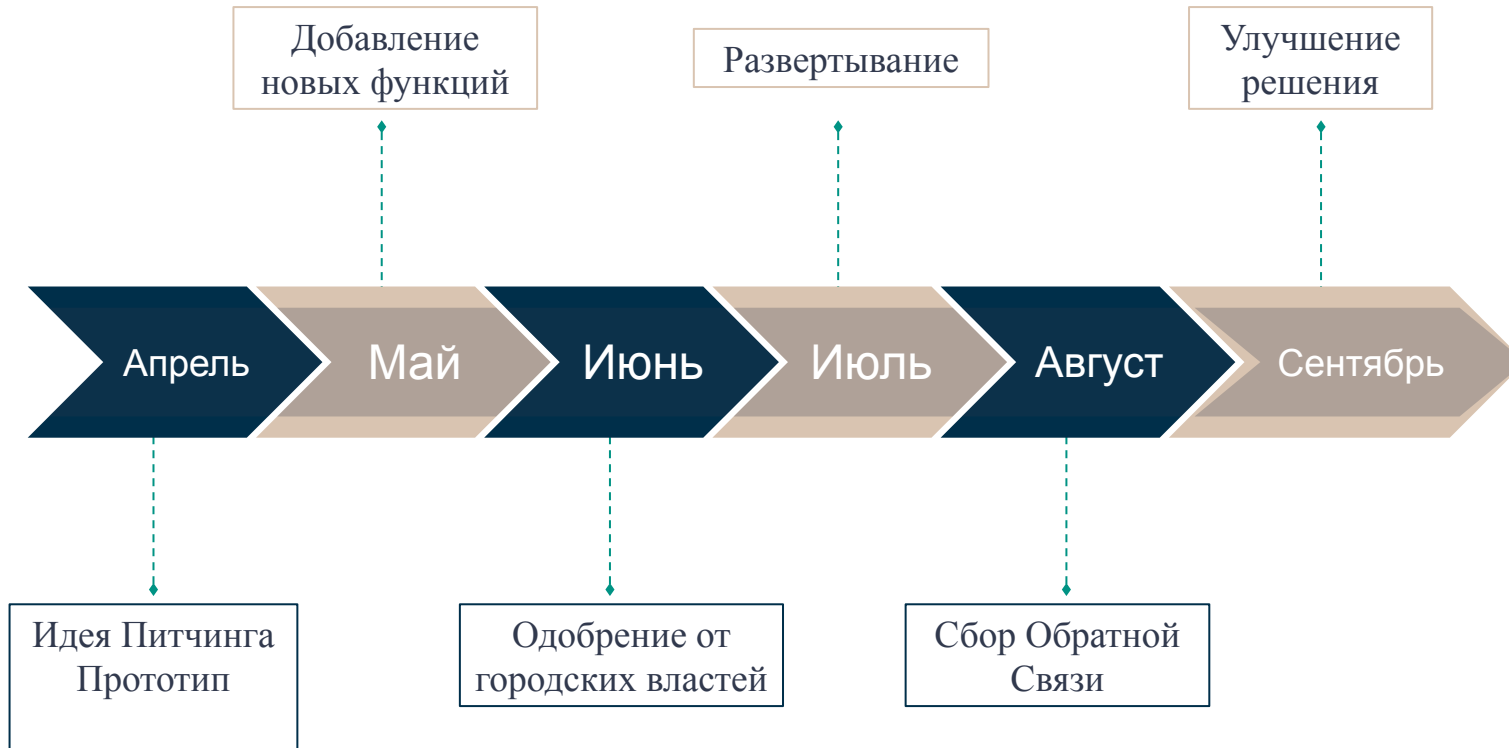 Добавление
новых функций
Развертывание
Улучшение
решения
Апрель
Май
Июнь
Июль
Август
Сентябрь
Идея Питчинга
Прототип
Одобрение от
городских властей
Сбор Обратной
Связи